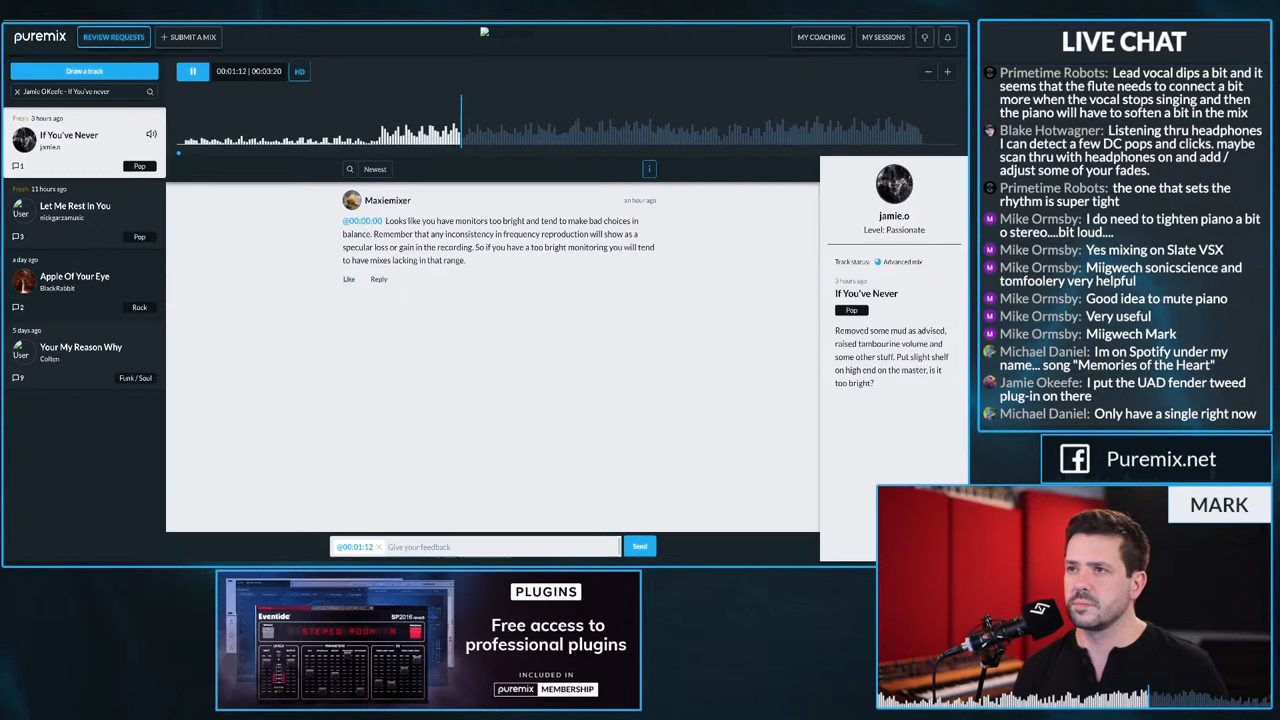 puremix
REVIEW REQUESTS
SUBMIT A MIX
MY COACHING
MY SESSIONS
Draw a track
Jamie OKeefe - If You've never
Fresh 3 hours ago
If You've Never
jamie.o
1
Pop
Fresh 11 hours ago
User
Let Me Rest In You
nickgarzamusic
3
Pop
a day ago
Apple Of Your Eye
BlackRabbit
2
Rock
5 days ago
User
Your My Reason Why
Colten
9
Funk / Soul
00:01:12 | 00:03:20
HD
Newest
Maxiemixer
an hour ago
@00:00:00 Looks like you have monitors too bright and tend to make bad choices in
balance. Remember that any inconsistency in frequency reproduction will show as a
specular loss or gain in the recording. So if you have a too bright monitoring you will tend
to have mixes lacking in that range.
Like
Reply
@00:01:12
Give your feedback
Send
jamie.o
Level: Passionate
Track status: Advanced mix
3 hours ago
If You've Never
Pop
Removed some mud as advised,
raised tambourine volume and
some other stuff. Put slight shelf
on high end on the master, is it
too bright?
LIVE CHAT
Primetime Robots: Lead vocal dips a bit and it
seems that the flute needs to connect a bit
more when the vocal stops singing and then
the piano will have to soften a bit in the mix
Blake Hotwagner: Listening thru headphones
I can detect a few DC pops and clicks. maybe
scan thru with headphones on and add /
adjust some of your fades.
Primetime Robots: the one that sets the
rhythm is super tight
M Mike Ormsby: I do need to tighten piano a bit
o stereo....bit loud....
M Mike Ormsby: Yes mixing on Slate VSX
M Mike Ormsby: Miigwech sonicscience and
tomfoolery very helpful
M Mike Ormsby: Good idea to mute piano
M Mike Ormsby: Very useful
M Mike Ormsby: Miigwech Mark
Michael Daniel: Im on Spotify under my
name... song "Memories of the Heart"
Jamie Okeefe: I put the UAD fender tweed
plug-in on there
Michael Daniel: Only have a single right now
Puremix.net
MARK
Eventide
SP2016 reverb
STEREO ROOM
PLUGINS
Free access to
professional plugins
INCLUDED IN
puremix MEMBERSHIP